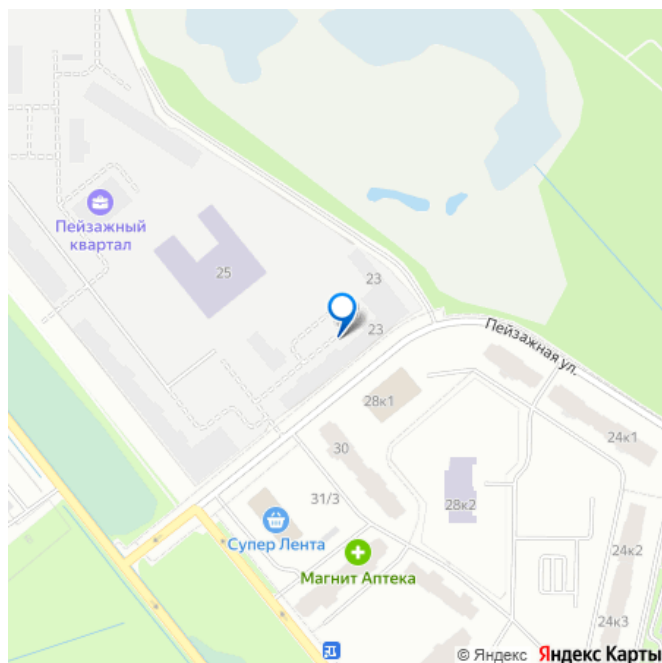 Пейзажный
квартал
25
23
23
Пейзажная ул.
28к1
24к1
30
28к2
31/3
Супер Лента
24к2
Магнит Аптека
24к3
© Яндекс Яндекс Карты